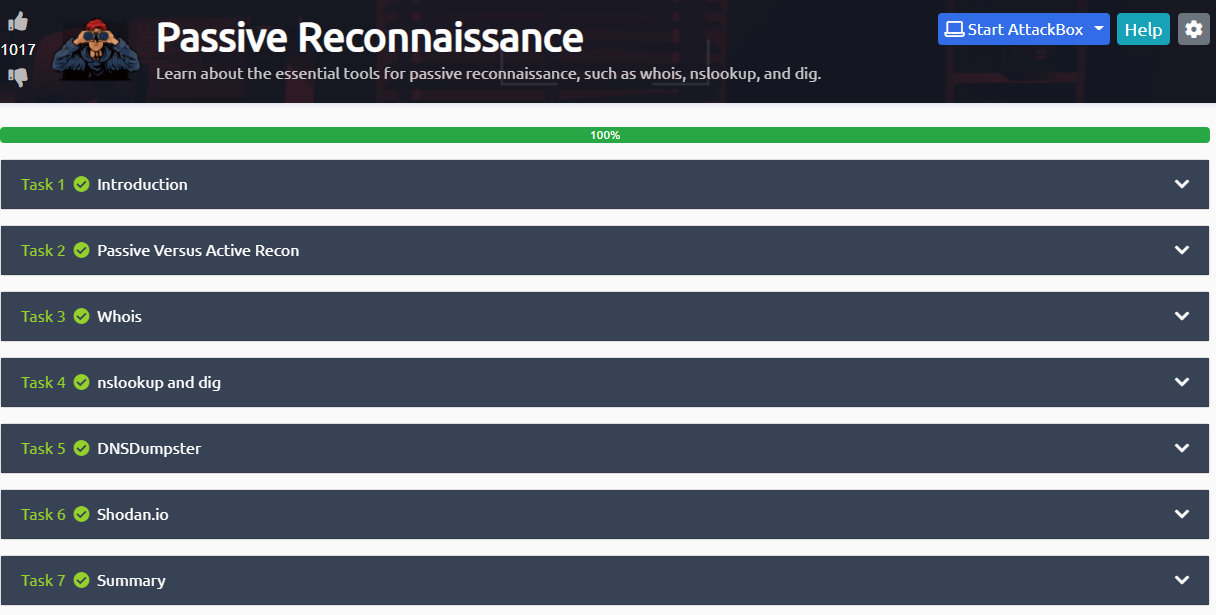 1017
Passive Reconnaissance
Learn about the essential tools for passive reconnaissance, such as whois, nslookup, and dig.
Start AttackBox
Help
100%
Task 1 Introduction
Task 2 Passive Versus Active Recon
Task 3 Whois
Task 4 nslookup and dig
Task 5 DNSDumpster
Task 6 Shodan.io
Task 7 Summary